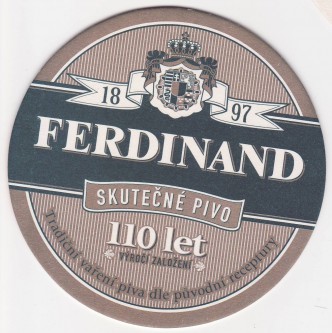 18 97
FERDINAND
SKUTEČNÉ PIVO
110 let
VÝROČÍ ZALOŽENÍ
Tradiční vaření piva dle původní receptury